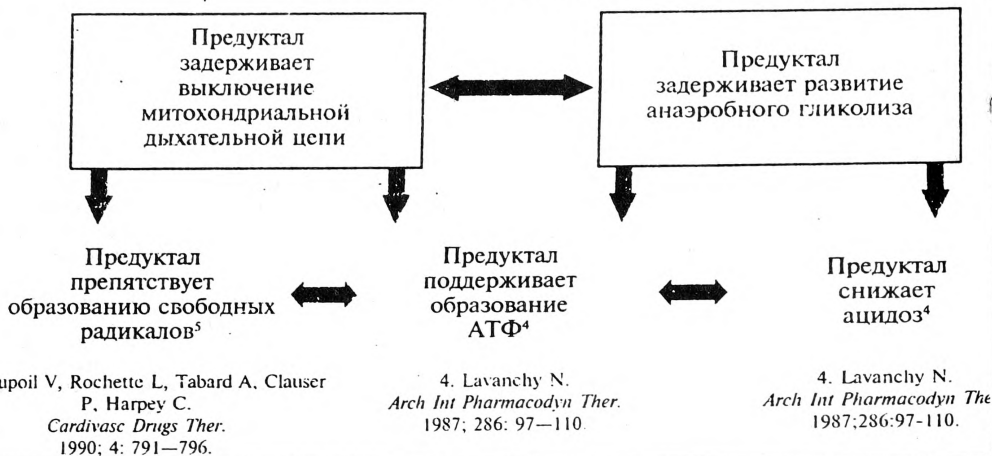 Предуктал
задерживает
выключение
митохондриальной
дыхательной цепи
Предуктал
задерживает развитие
анаэробного гликолиза
Предуктал
препятствует
образованию свободных
радикалов⁵
Предуктал
поддерживает
образование
АТФ⁴
Предуктал
снижает
ацидоз⁴
upoil V, Rochette L, Tabard A, Clauser
P, Harpey C.
Cardivasc Drugs Ther.
1990; 4: 791—796.
4. Lavanchy N.
Arch Int Pharmacodyn Ther.
1987; 286: 97—110.
4. Lavanchy N.
Arch Int Pharmacodyn The
1987;286:97-110.